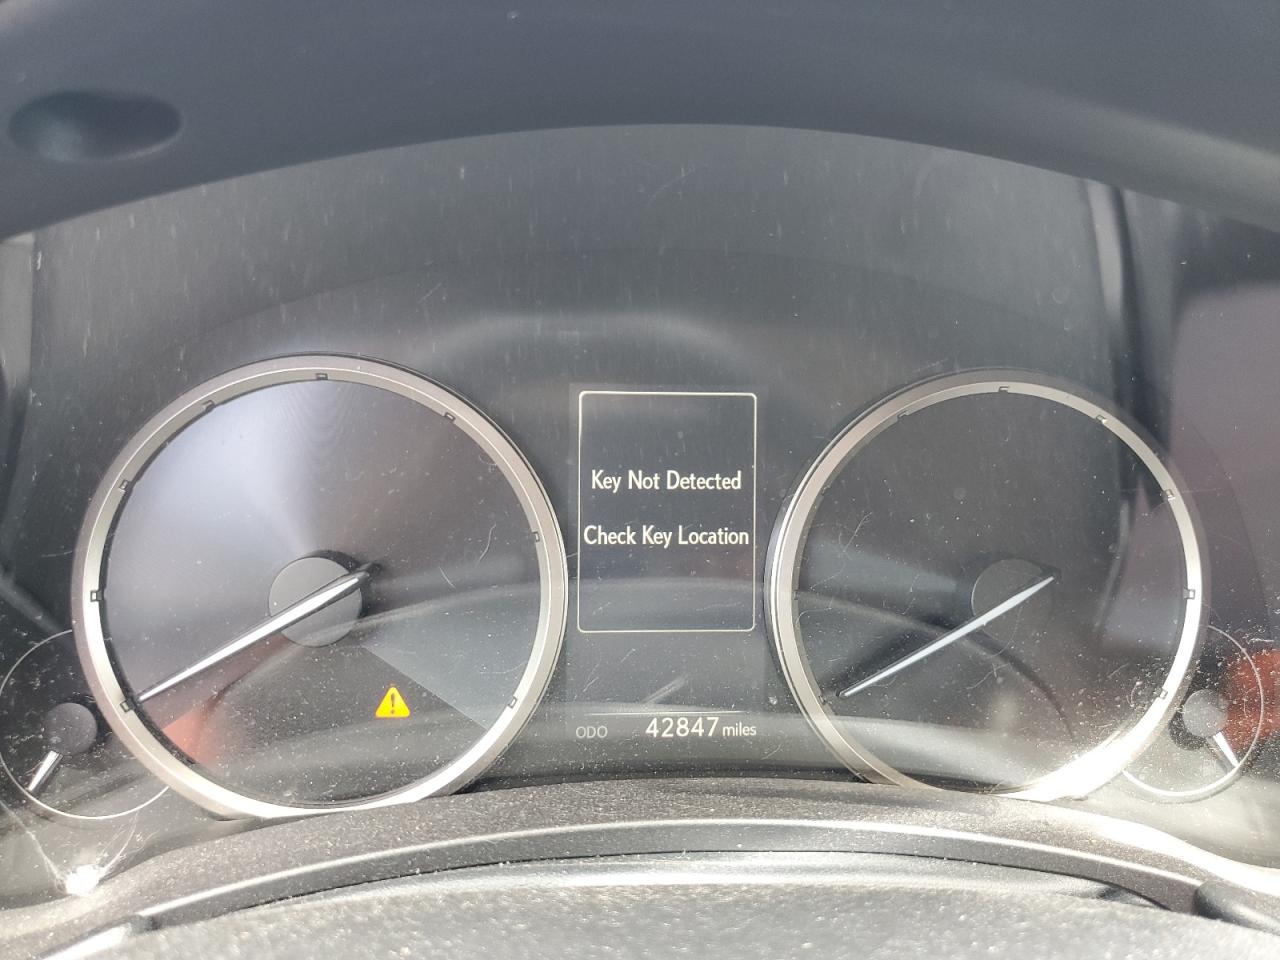 Key Not Detected
Check Key Location
ODO 42847 miles